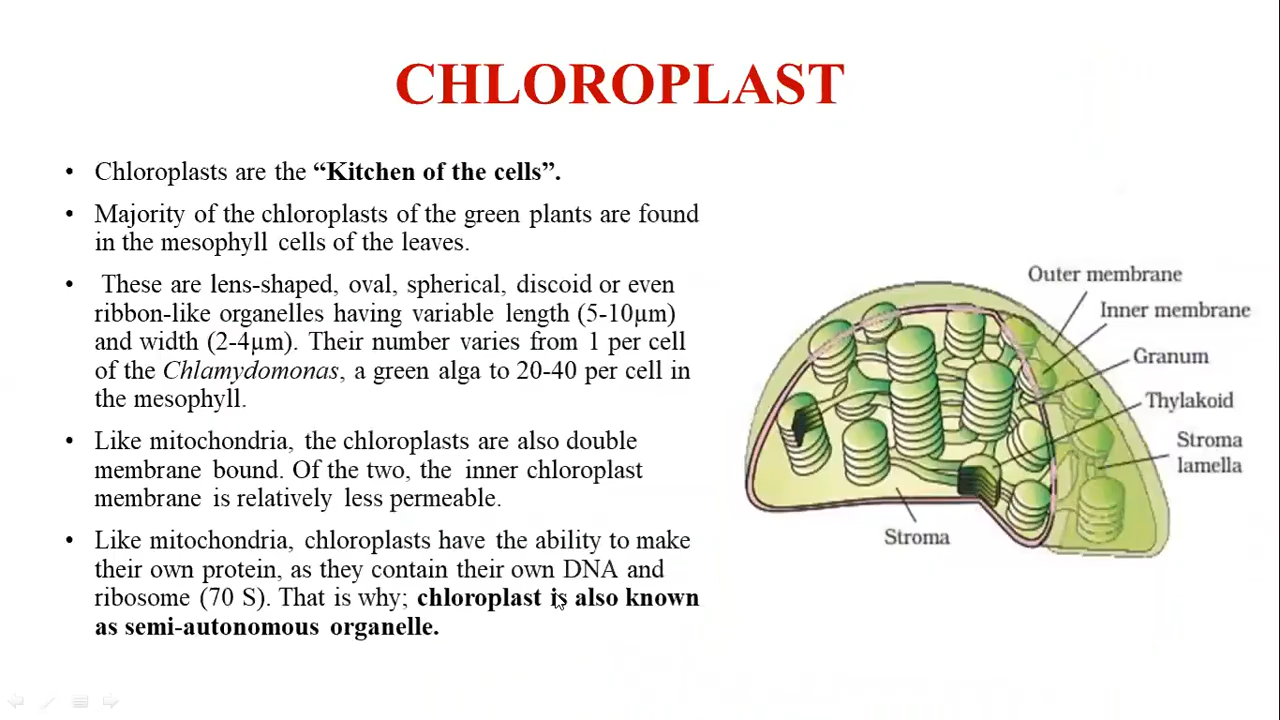 CHLOROPLAST
• Chloroplasts are the “Kitchen of the cells”.
• Majority of the chloroplasts of the green plants are found
in the mesophyll cells of the leaves.
• These are lens-shaped, oval, spherical, discoid or even
ribbon-like organelles having variable length (5-10µm)
and width (2-4µm). Their number varies from 1 per cell
of the Chlamydomonas, a green alga to 20-40 per cell in
the mesophyll.
• Like mitochondria, the chloroplasts are also double
membrane bound. Of the two, the inner chloroplast
membrane is relatively less permeable.
• Like mitochondria, chloroplasts have the ability to make
their own protein, as they contain their own DNA and
ribosome (70 S). That is why; chloroplast is also known
as semi-autonomous organelle.
Outer membrane
Inner membrane
Granum
Thylakoid
Stroma
lamella
Stroma